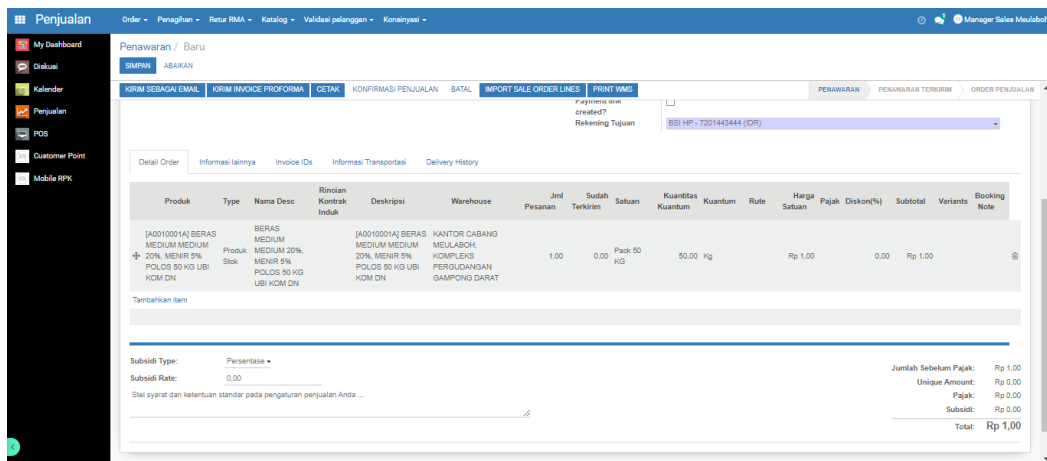 Penjualan
Order Penagihan Retur RMA Katalog Validasi pelanggan Konsinyasi
Manager Sales Meulaboh
My Dashboard
Diskusi
Kalender
Penjualan
POS
Customer Point
Mobile RPK
Penawaran / Baru
SIMPAN ABAIKAN
KIRIM SEBAGAI EMAIL KIRIM INVOICE PROFORMA CETAK KONFIRMASI PENJUALAN BATAL IMPORT SALE ORDER LINES PRINT WMS
PENAWARAN PENAWARAN TERKIRIM ORDER PENJUALAN
Payment link
created?
Rekening Tujuan BSI HP - 7201443444 (IDR)
Detail Order Informasi lainnya Invoice IDs Informasi Transportasi Delivery History
Produk Type Nama Desc Rincian Kontrak Induk Deskripsi Warehouse Jml Pesanan Sudah Terkirim Satuan Kuantitas Kuantum Kuantum Rute Harga Satuan Pajak Diskon(%) Subtotal Variants Booking Note
[A0010001A] BERAS
MEDIUM MEDIUM
20%, MENIR 5%
POLOS 50 KG UBI
KOM DN
Produk
Stok
BERAS
MEDIUM
MEDIUM 20%,
MENIR 5%
POLOS 50 KG
UBI KOM DN
[A0010001A] BERAS
MEDIUM MEDIUM
20%, MENIR 5%
POLOS 50 KG UBI
KOM DN
KANTOR CABANG
MEULABOH,
KOMPLEKS
PERGUDANGAN
GAMPONG DARAT
1,00 0,00 Pack 50 KG 50,00 Kg Rp 1,00 0,00 Rp 1,00
Tambahkan item
Subsidi Type: Persentase
Subsidi Rate: 0,00
Stel syarat dan ketentuan standar pada pengaturan penjualan Anda ...
Jumlah Sebelum Pajak: Rp 1,00
Unique Amount: Rp 0,00
Pajak: Rp 0,00
Subsidi: Rp 0,00
Total: Rp 1,00